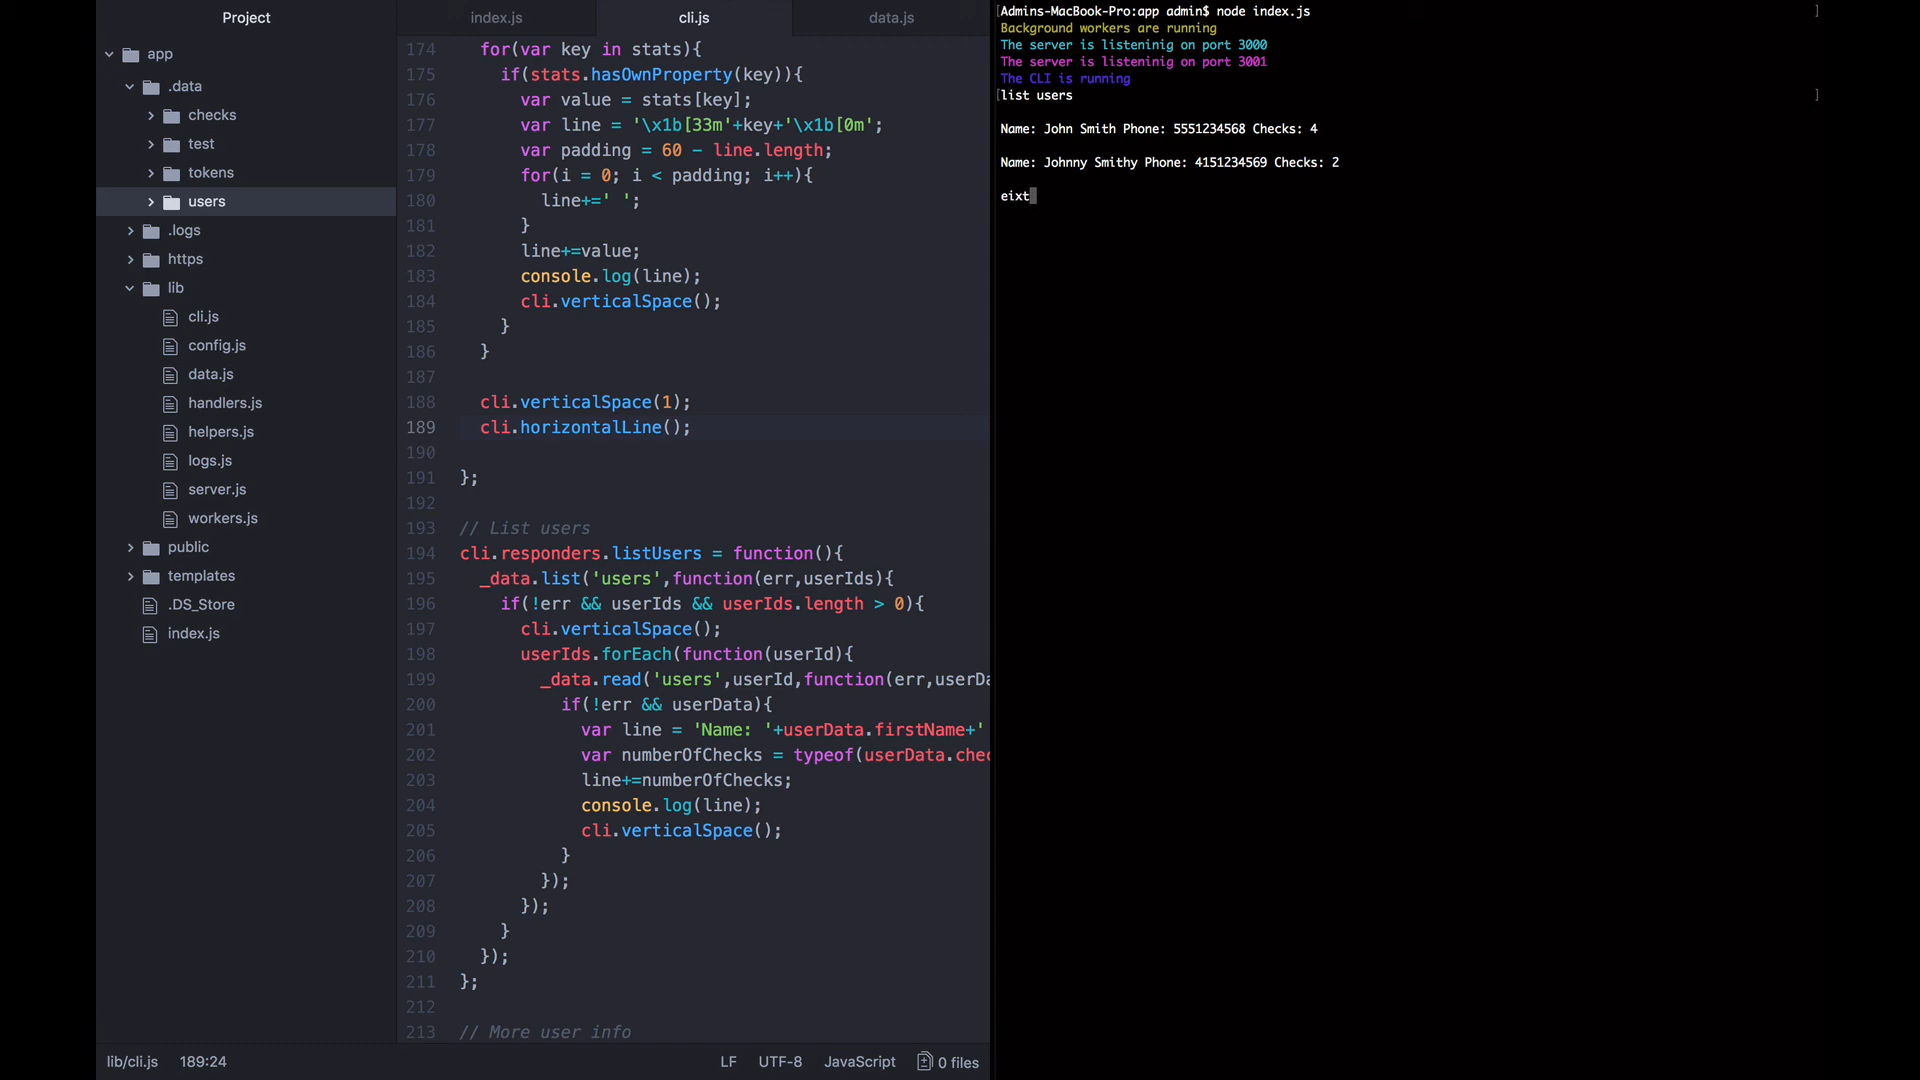 Project
app
.data
checks
test
tokens
users
.logs
https
lib
cli.js
config.js
data.js
handlers.js
helpers.js
logs.js
server.js
workers.js
public
templates
.DS_Store
index.js
index.js
cli.js
data.js
174 for(var key in stats){
175 if(stats.hasOwnProperty(key)){
176 var value = stats[key];
177 var line = '\x1b[33m'+key+'\x1b[0m';
178 var padding = 60 - line.length;
179 for(i = 0; i < padding; i++){
180 line+=' ';
181 }
182 line+=value;
183 console.log(line);
184 cli.verticalSpace();
185 }
186 }
187
188 cli.verticalSpace(1);
189 cli.horizontalLine();
190
191 };
192
193 // List users
194 cli.responders.listUsers = function(){
195 _data.list('users',function(err,userIds){
196 if(!err && userIds && userIds.length > 0){
197 cli.verticalSpace();
198 userIds.forEach(function(userId){
199 _data.read('users',userId,function(err,userDa
200 if(!err && userData){
201 var line = 'Name: '+userData.firstName+'
202 var numberOfChecks = typeof(userData.chec
203 line+=numberOfChecks;
204 console.log(line);
205 cli.verticalSpace();
206 }
207 });
208 });
209 }
210 });
211 };
212
213 // More user info
lib/cli.js 189:24 LF UTF-8 JavaScript 0 files
[Admins-MacBook-Pro:app admin$ node index.js ]
Background workers are running
The server is listeninig on port 3000
The server is listeninig on port 3001
The CLI is running
[list users ]
Name: John Smith Phone: 5551234568 Checks: 4
Name: Johnny Smithy Phone: 4151234569 Checks: 2
eixt